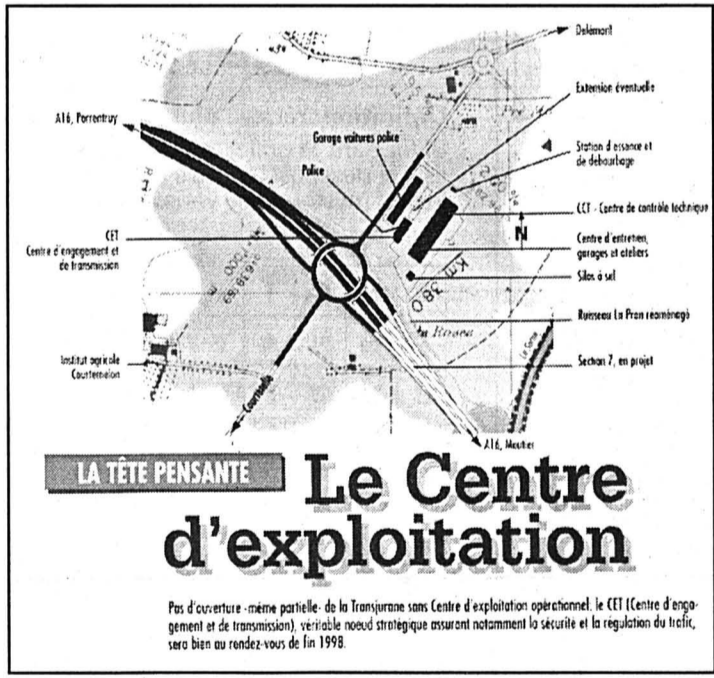 Delémont
Extension éventuelle
A16, Porrentruy
Garage voitures police
Station d'essence et
de débourbage
Police
CCT - Centre de contrôle technique
CET
Centre d'engagement et
de transmission
N
Centre d'entretien,
garages et ateliers
Silos à sel
Km 38.0
Ruisseau La Pran réaménagé
Institut agricole
Courtemelon
Section 7, en projet
Courtételle
A16, Moutier
LA TÊTE PENSANTE
Le Centre
d'exploitation
Pas d'ouverture -même partielle- de la Transjurane sans Centre d'exploitation opérationnel. le CET (Centre d'enga-
gement et de transmission), véritable noeud stratégique assurant notamment la sécurité et la régulation du trafic,
sera bien au rendez-vous de fin 1998.